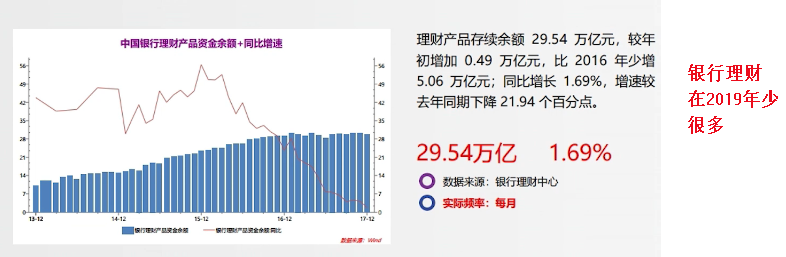 中国银行理财产品资金余额+同比增速
56
49
42
35
28
21
14
7
0
56
49
42
35
28
21
14
7
0
13-12
14-12
15-12
16-12
17-12
银行理财产品资金余额
银行理财产品资金余额:同比
数据来源：Wind
理财产品存续余额 29.54 万亿元，较年
初增加 0.49 万亿元，比 2016 年少增
5.06 万亿元；同比增长 1.69%，增速较
去年同期下降 21.94 个百分点。
29.54万亿 1.69%
数据来源：银行理财中心
实际频率：每月
银行理财
在2019年少
很多